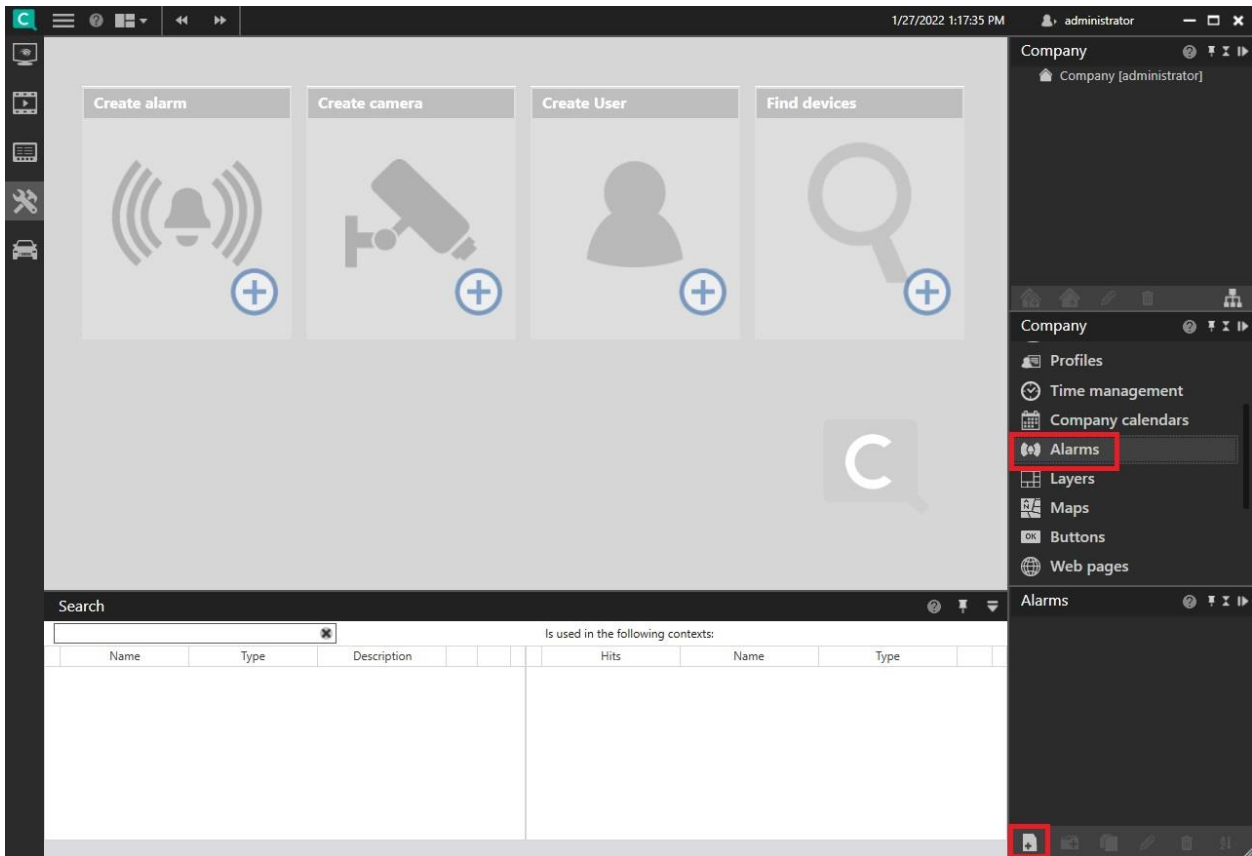 C
1/27/2022 1:17:35 PM
administrator
Company
Company [administrator]
Create alarm
Create camera
Create User
Find devices
Company
Profiles
Time management
Company calendars
Alarms
Layers
Maps
OK Buttons
Web pages
C
Search
Is used in the following contexts:
Name Type Description
Hits Name Type
Alarms